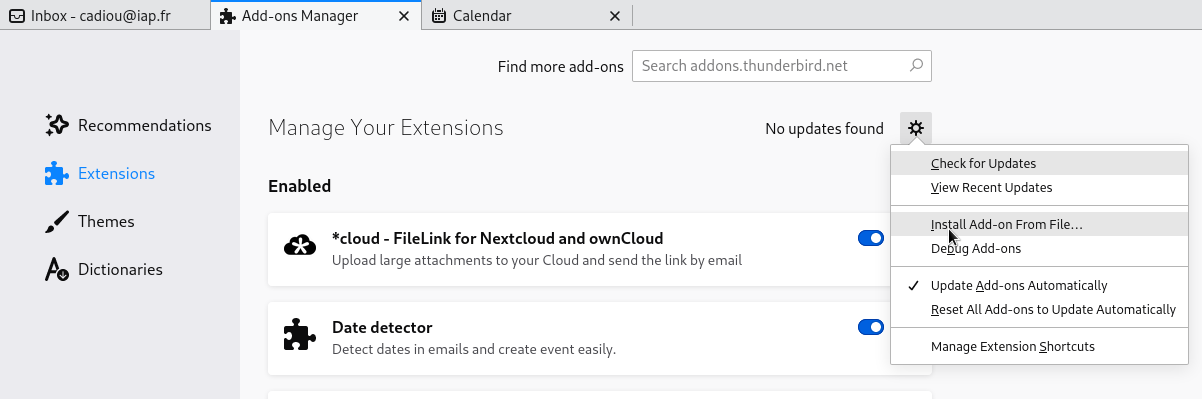 Inbox - cadiou@iap.fr
Add-ons Manager
Calendar
Find more add-ons
Search addons.thunderbird.net
Recommendations
Extensions
Themes
Dictionaries
Manage Your Extensions
No updates found
Enabled
*cloud - FileLink for Nextcloud and ownCloud
Upload large attachments to your Cloud and send the link by email
Date detector
Detect dates in emails and create event easily.
Check for Updates
View Recent Updates
Install Add-on From File...
Debug Add-ons
Update Add-ons Automatically
Reset All Add-ons to Update Automatically
Manage Extension Shortcuts